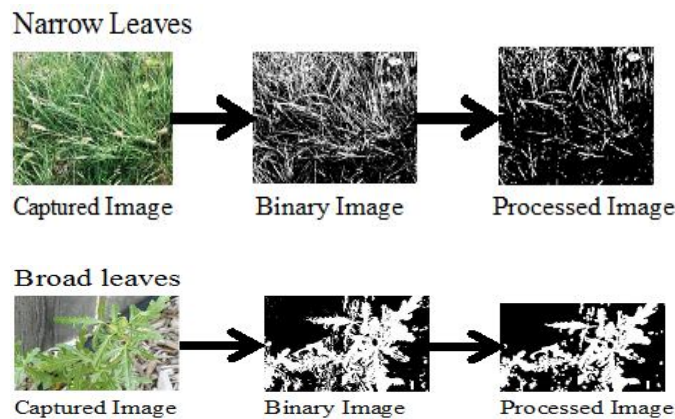 Narrow Leaves
Captured Image Binary Image Processed Image
Broad leaves
Captured Image Binary Image Processed Image